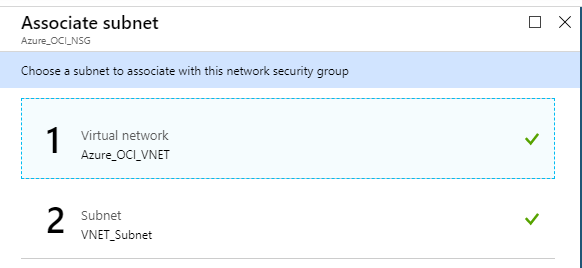 Associate subnet
Azure_OCI_NSG
Choose a subnet to associate with this network security group
1
Virtual network
Azure_OCI_VNET
2
Subnet
VNET_Subnet